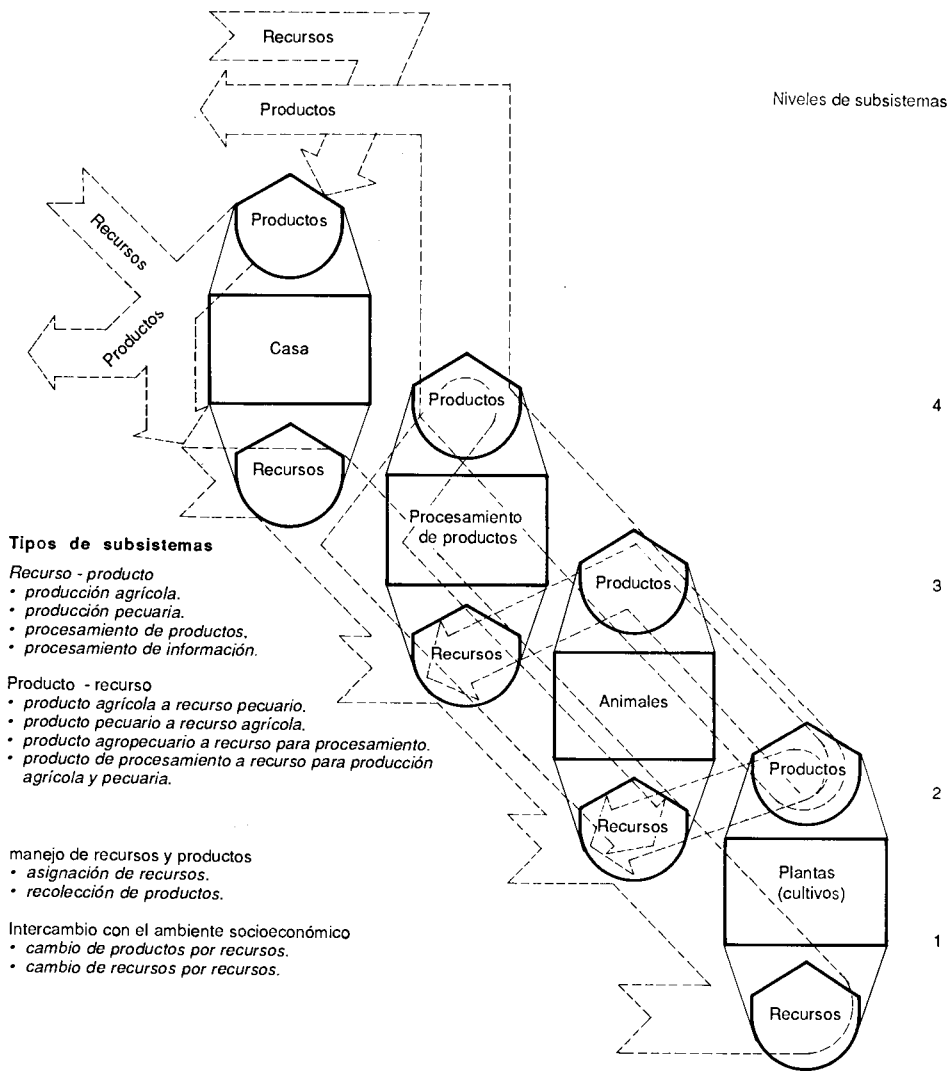 Recursos
Productos
Niveles de subsistemas
Productos
Recursos
Productos
Casa
Recursos
Productos
4
Procesamiento
de productos
Recursos
Productos
3
Animales
Recursos
Productos
2
Plantas
(cultivos)
1
Recursos
Tipos de subsistemas
Recurso - producto
• producción agrícola.
• producción pecuaria.
• procesamiento de productos.
• procesamiento de información.
Producto - recurso
• producto agrícola a recurso pecuario.
• producto pecuario a recurso agrícola.
• producto agropecuario a recurso para procesamiento.
• producto de procesamiento a recurso para producción
agrícola y pecuaria.
manejo de recursos y productos
• asignación de recursos.
• recolección de productos.
Intercambio con el ambiente socioeconómico
• cambio de productos por recursos.
• cambio de recursos por recursos.